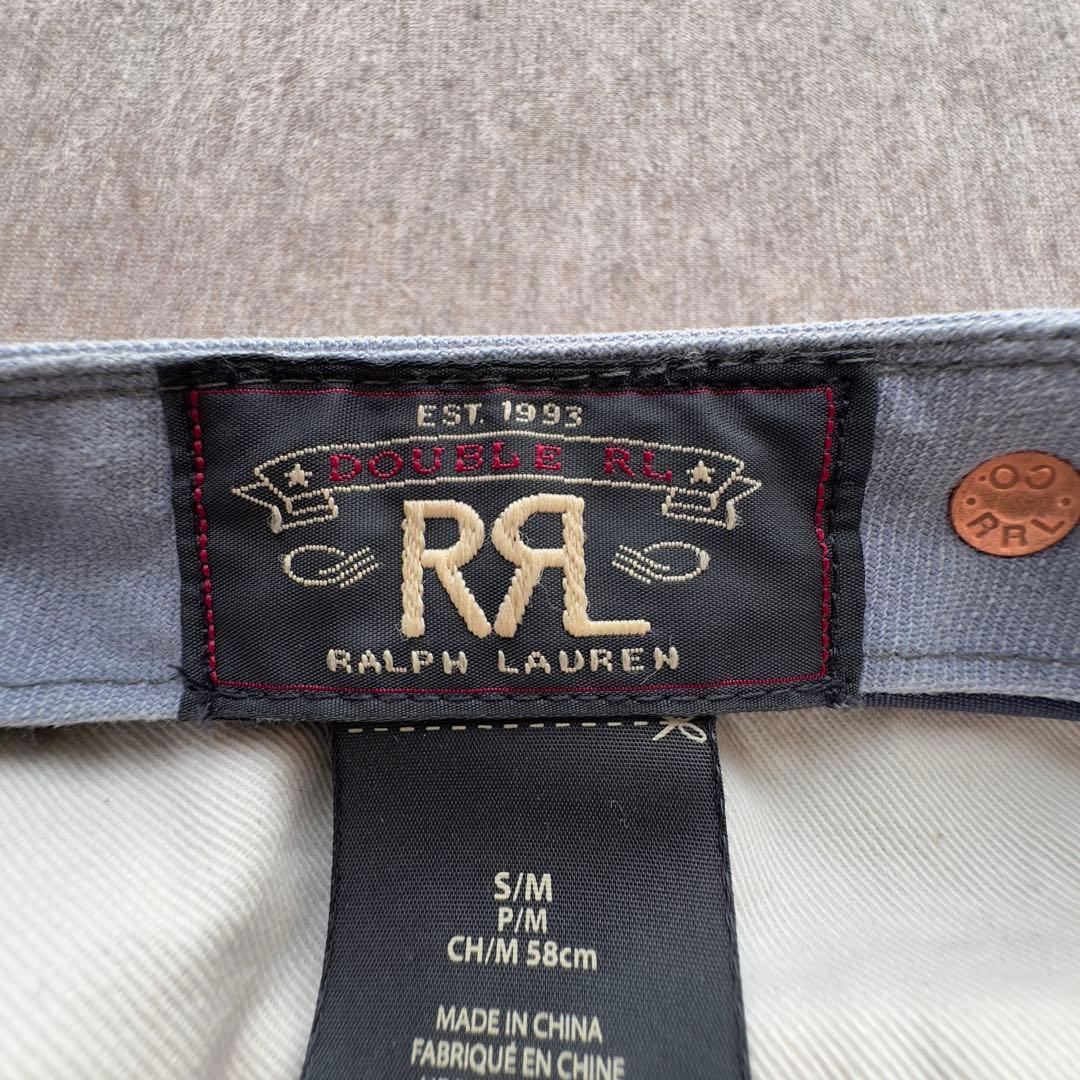 EST. 1993
DOUBLE RL
RRL
RALPH LAUREN
CO
RRL
S/M
P/M
CH/M 58cm
MADE IN CHINA
FABRIQUÉ EN CHINE